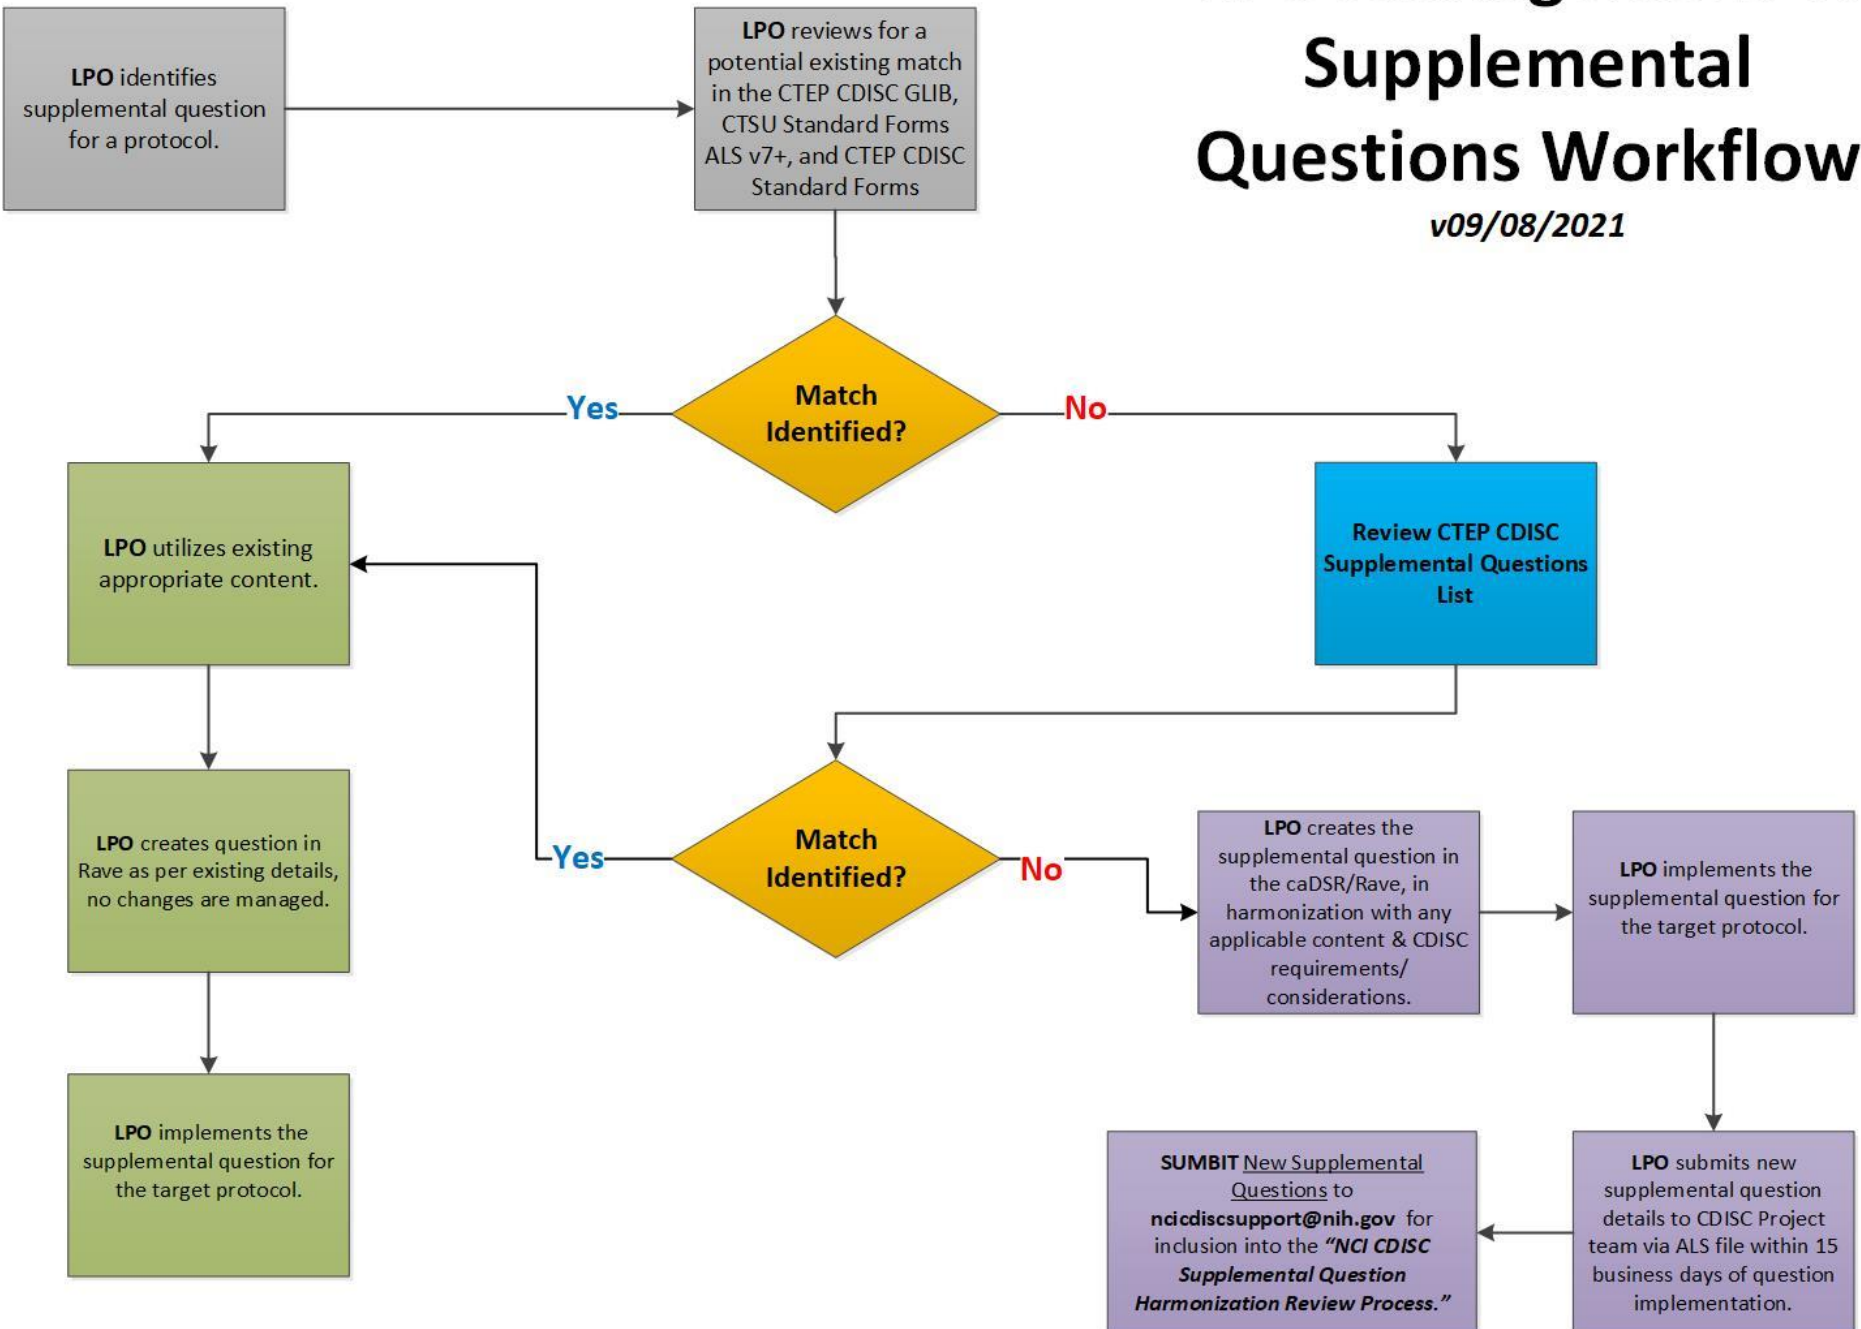 Supplemental
Questions Workflow
v09/08/2021
LPO identifies
supplemental question
for a protocol.
LPO reviews for a
potential existing match
in the CTEP CDISC GLIB,
CTSU Standard Forms
ALS v7+, and CTEP CDISC
Standard Forms
Match
Identified?
Yes
No
LPO utilizes existing
appropriate content.
Review CTEP CDISC
Supplemental Questions
List
LPO creates question in
Rave as per existing details,
no changes are managed.
Match
Identified?
Yes
No
LPO creates the
supplemental question in
the caDSR/Rave, in
harmonization with any
applicable content & CDISC
requirements/
considerations.
LPO implements the
supplemental question for
the target protocol.
LPO implements the
supplemental question for
the target protocol.
SUMBIT New Supplemental
Questions to
ncicdiscsupport@nih.gov for
inclusion into the “NCI CDISC
Supplemental Question
Harmonization Review Process.”
LPO submits new
supplemental question
details to CDISC Project
team via ALS file within 15
business days of question
implementation.